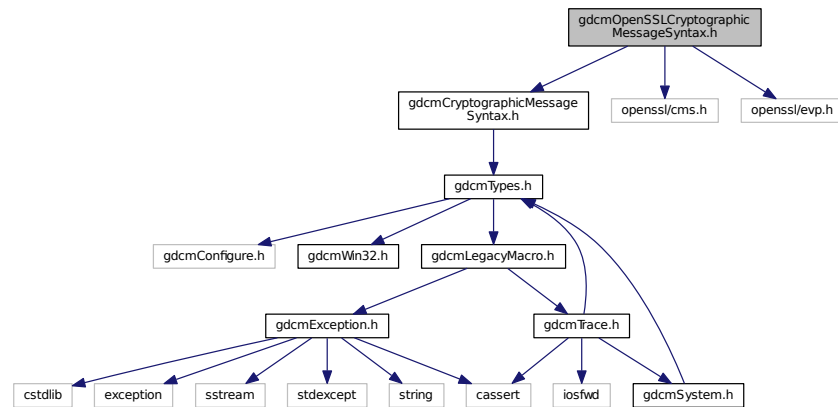 gdcmOpenSSLCryptographic
MessageSyntax.h
gdcmCryptographicMessage
Syntax.h
openssl/cms.h
openssl/evp.h
gdcmTypes.h
gdcmConfigure.h
gdcmWin32.h
gdcmLegacyMacro.h
gdcmException.h
gdcmTrace.h
cstdlib
exception
sstream
stdexcept
string
cassert
iosfwd
gdcmSystem.h